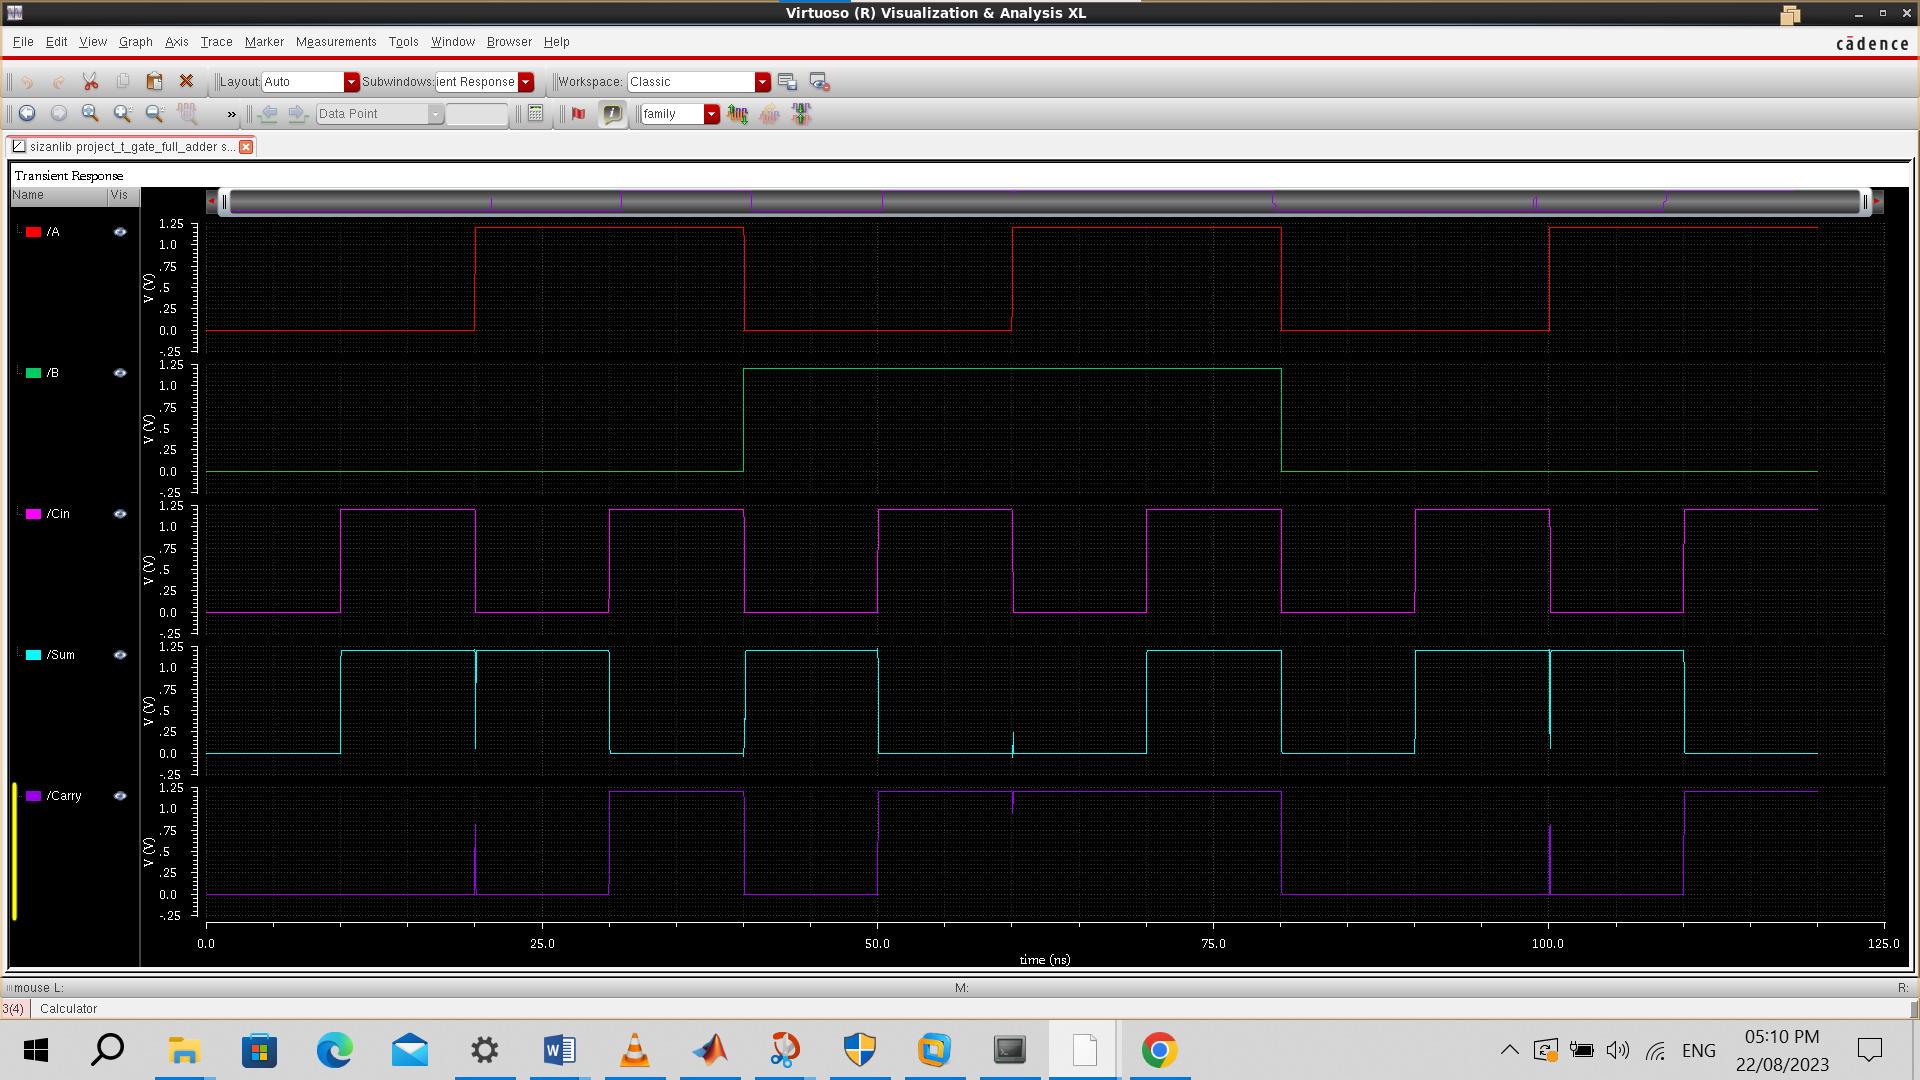 Virtuoso (R) Visualization & Analysis XL
File Edit View Graph Axis Trace Marker Measurements Tools Window Browser Help
cādence
Layout: Auto Subwindows: ient Response Workspace: Classic
» Data Point family
sizanlib project_t_gate_full_adder s...
Transient Response
Name Vis
/A
V (V)
1.25
1.0
.75
.5
.25
0.0
-.25
/B
V (V)
1.25
1.0
.75
.5
.25
0.0
-.25
/Cin
V (V)
1.25
1.0
.75
.5
.25
0.0
-.25
/Sum
V (V)
1.25
1.0
.75
.5
.25
0.0
-.25
/Carry
V (V)
1.25
1.0
.75
.5
.25
0.0
-.25
0.0 25.0 50.0 75.0 100.0 125.0
time (ns)
mouse L: M: R:
3(4) Calculator
ENG
05:10 PM
22/08/2023